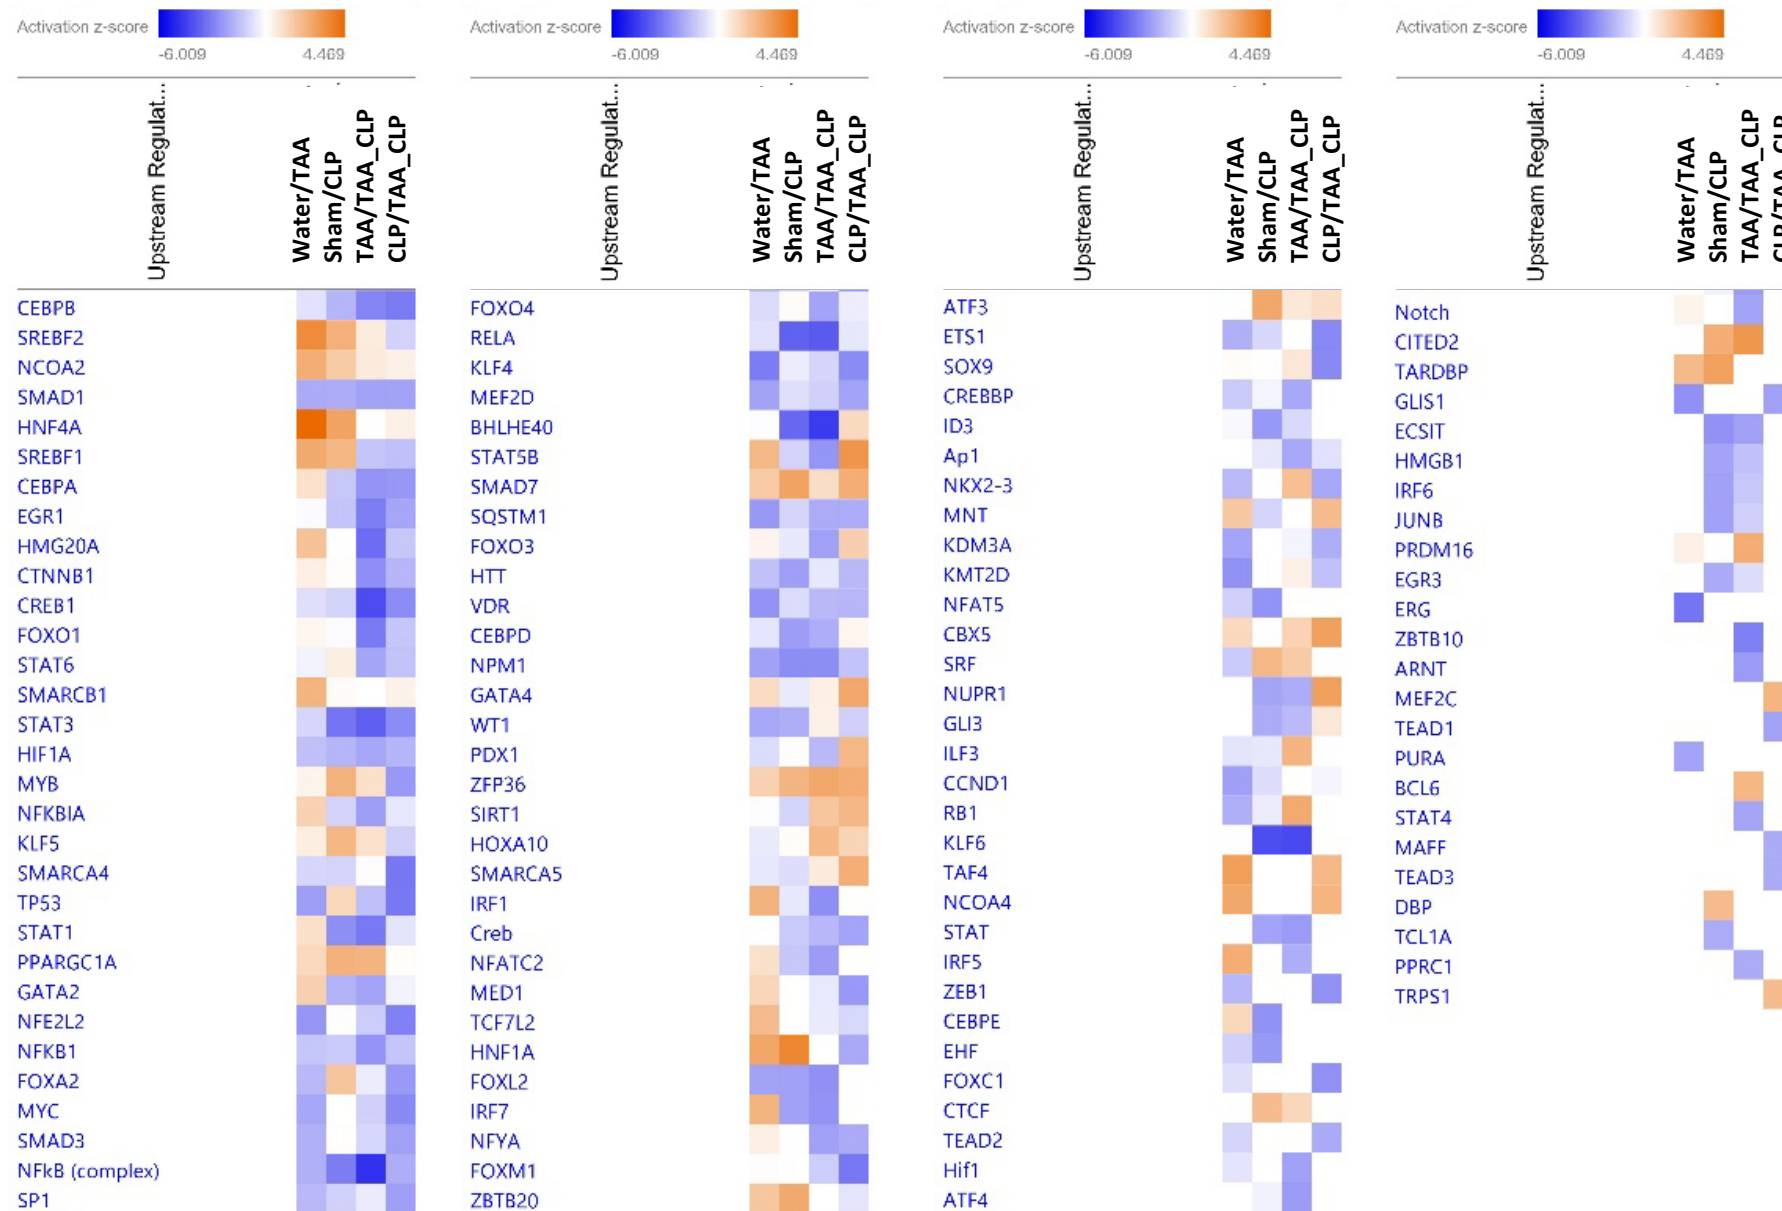 Activation z-score
-6.009 4.469
Upstream Regulat...
Water/TAA
Sham/CLP
TAA/TAA_CLP
CLP/TAA_CLP
CEBPB
SREBF2
NCOA2
SMAD1
HNF4A
SREBF1
CEBPA
EGR1
HMG20A
CTNNB1
CREB1
FOXO1
STAT6
SMARCB1
STAT3
HIF1A
MYB
NFKBIA
KLF5
SMARCA4
TP53
STAT1
PPARGC1A
GATA2
NFE2L2
NFKB1
FOXA2
MYC
SMAD3
NFkB (complex)
SP1
Activation z-score
-6.009 4.469
Upstream Regulat...
Water/TAA
Sham/CLP
TAA/TAA_CLP
CLP/TAA_CLP
FOXO4
RELA
KLF4
MEF2D
BHLHE40
STAT5B
SMAD7
SQSTM1
FOXO3
HTT
VDR
CEBPD
NPM1
GATA4
WT1
PDX1
ZFP36
SIRT1
HOXA10
SMARCA5
IRF1
Creb
NFATC2
MED1
TCF7L2
HNF1A
FOXL2
IRF7
NFYA
FOXM1
ZBTB20
Activation z-score
-6.009 4.469
Upstream Regulat...
Water/TAA
Sham/CLP
TAA/TAA_CLP
CLP/TAA_CLP
ATF3
ETS1
SOX9
CREBBP
ID3
Ap1
NKX2-3
MNT
KDM3A
KMT2D
NFAT5
CBX5
SRF
NUPR1
GLI3
ILF3
CCND1
RB1
KLF6
TAF4
NCOA4
STAT
IRF5
ZEB1
CEBPE
EHF
FOXC1
CTCF
TEAD2
Hif1
ATF4
Activation z-score
-6.009 4.469
Upstream Regulat...
Water/TAA
Sham/CLP
TAA/TAA_CLP
CLP/TAA_CLP
Notch
CITED2
TARDBP
GLIS1
ECSIT
HMGB1
IRF6
JUNB
PRDM16
EGR3
ERG
ZBTB10
ARNT
MEF2C
TEAD1
PURA
BCL6
STAT4
MAFF
TEAD3
DBP
TCL1A
PPRC1
TRPS1